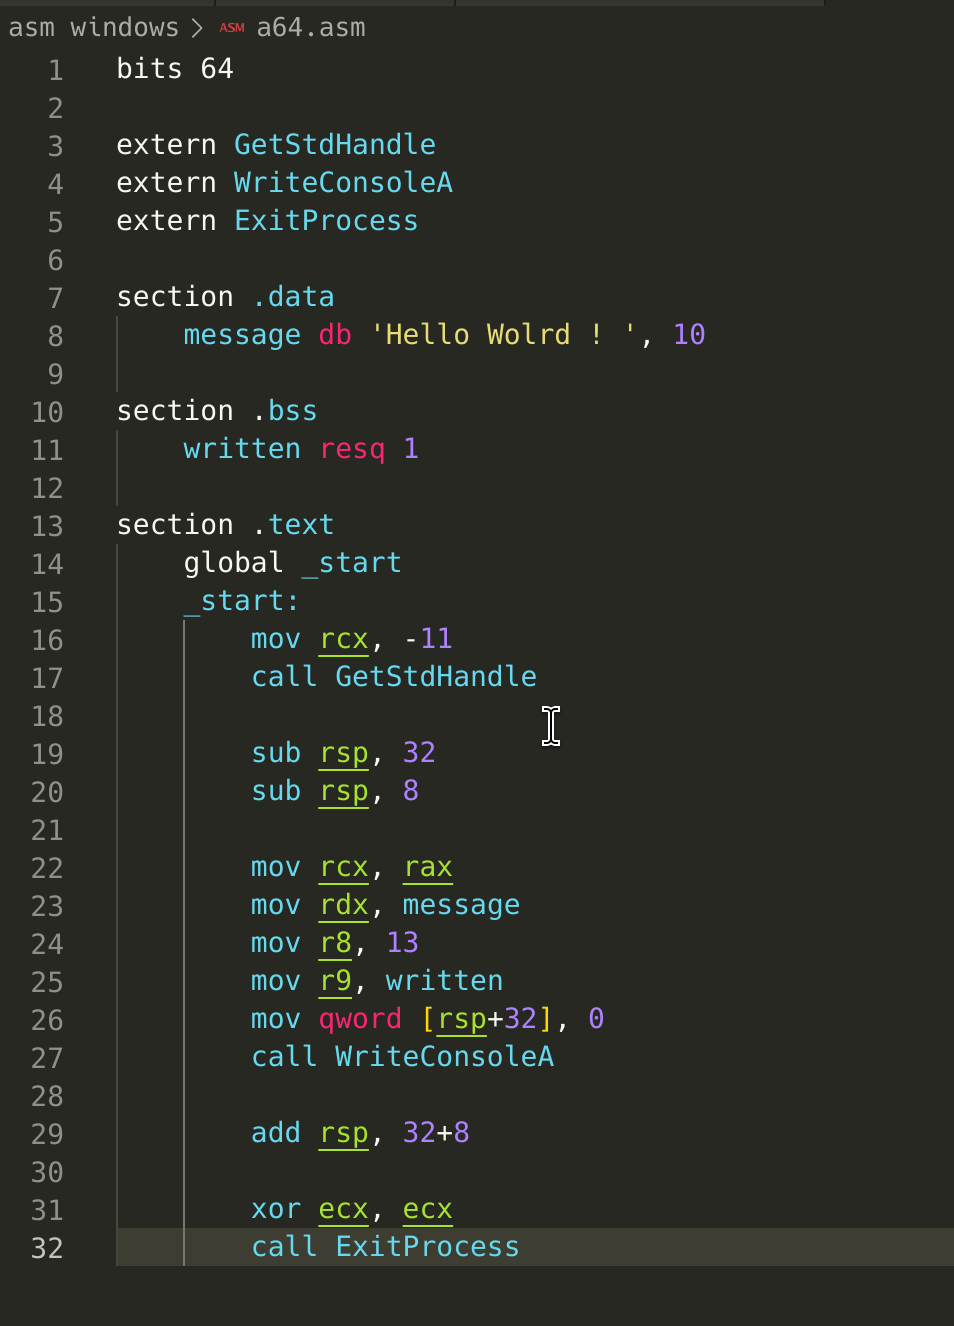 asm windows > ASM a64.asm
1 bits 64
2
3 extern GetStdHandle
4 extern WriteConsoleA
5 extern ExitProcess
6
7 section .data
8     message db 'Hello Wolrd ! ', 10
9
10 section .bss
11     written resq 1
12
13 section .text
14     global _start
15     _start:
16         mov rcx, -11
17         call GetStdHandle
18
19         sub rsp, 32
20         sub rsp, 8
21
22         mov rcx, rax
23         mov rdx, message
24         mov r8, 13
25         mov r9, written
26         mov qword [rsp+32], 0
27         call WriteConsoleA
28
29         add rsp, 32+8
30
31         xor ecx, ecx
32         call ExitProcess